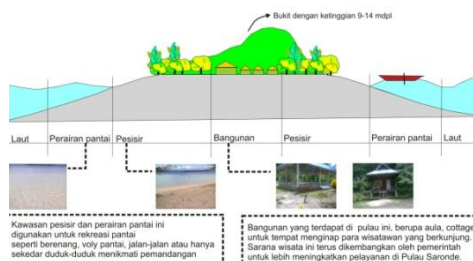 Bukit dengan ketinggian 9-14 mdpl
Laut Perairan pantai Pesisir Bangunan Pesisir Perairan pantai Laut
Kawasan pesisir dan perairan pantai ini
digunakan untuk rekreasi pantai
seperti berenang, voly pantai, jalan-jalan atau hanya
sekedar duduk-duduk menikmati pemandangan
Bangunan yang terdapat di pulau ini, berupa aula, cottage
untuk tempat menginap para wisatawan yang berkunjung.
Sarana wisata ini terus dikembangkan oleh pemerintah
untuk lebih meningkatkan pelayanan di Pulau Saronde.